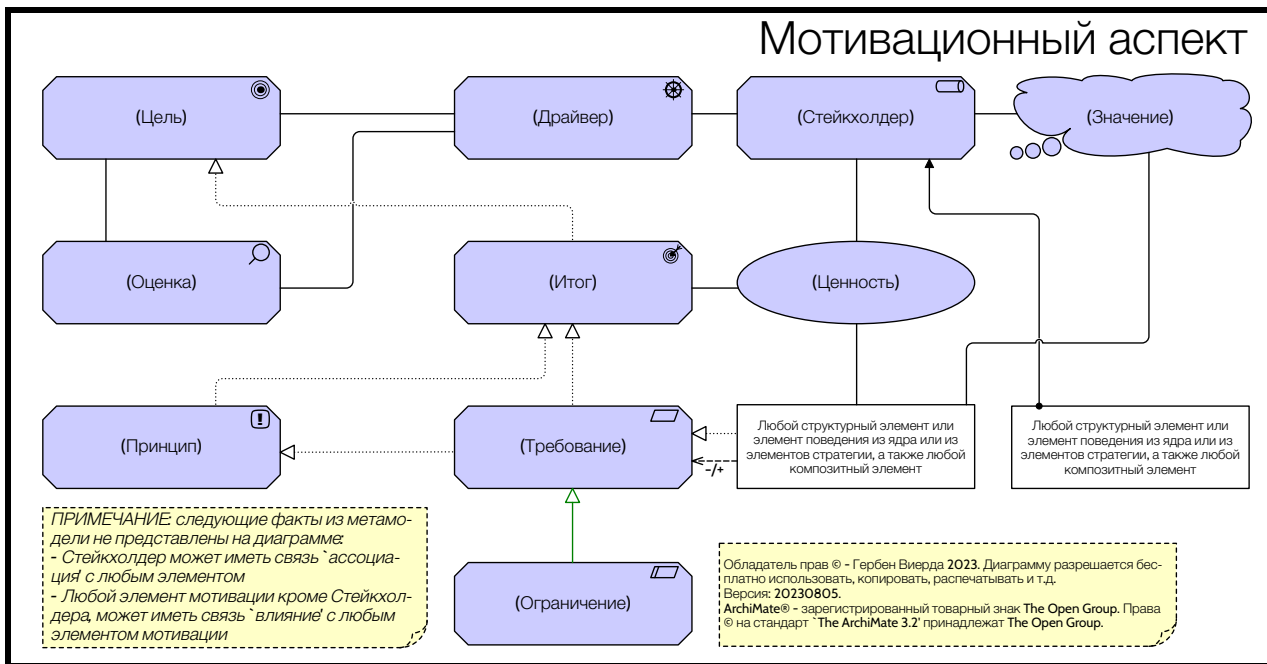 Мотивационный аспект
(Цель)
(Драйвер)
(Стейкхолдер)
(Значение)
(Оценка)
(Итог)
(Ценность)
(Принцип)
(Требование)
-/+
Любой структурный элемент или
элемент поведения из ядра или из
элементов стратегии, а также любой
композитный элемент
Любой структурный элемент или
элемент поведения из ядра или из
элементов стратегии, а также любой
композитный элемент
ПРИМЕЧАНИЕ: следующие факты из метамо-
дели не представлены на диаграмме:
- Стейкхолдер может иметь связь `ассоциа-
ция' с любым элементом
- Любой элемент мотивации кроме Стейкхол-
дера, может иметь связь `влияние' с любым
элементом мотивации
(Ограничение)
Обладатель прав © - Гербен Виерда 2023. Диаграмму разрешается бес-
платно использовать, копировать, распечатывать и т.д.
Версия: 20230805.
ArchiMate® - зарегистрированный товарный знак The Open Group. Права
© на стандарт `The ArchiMate 3.2' принадлежат The Open Group.